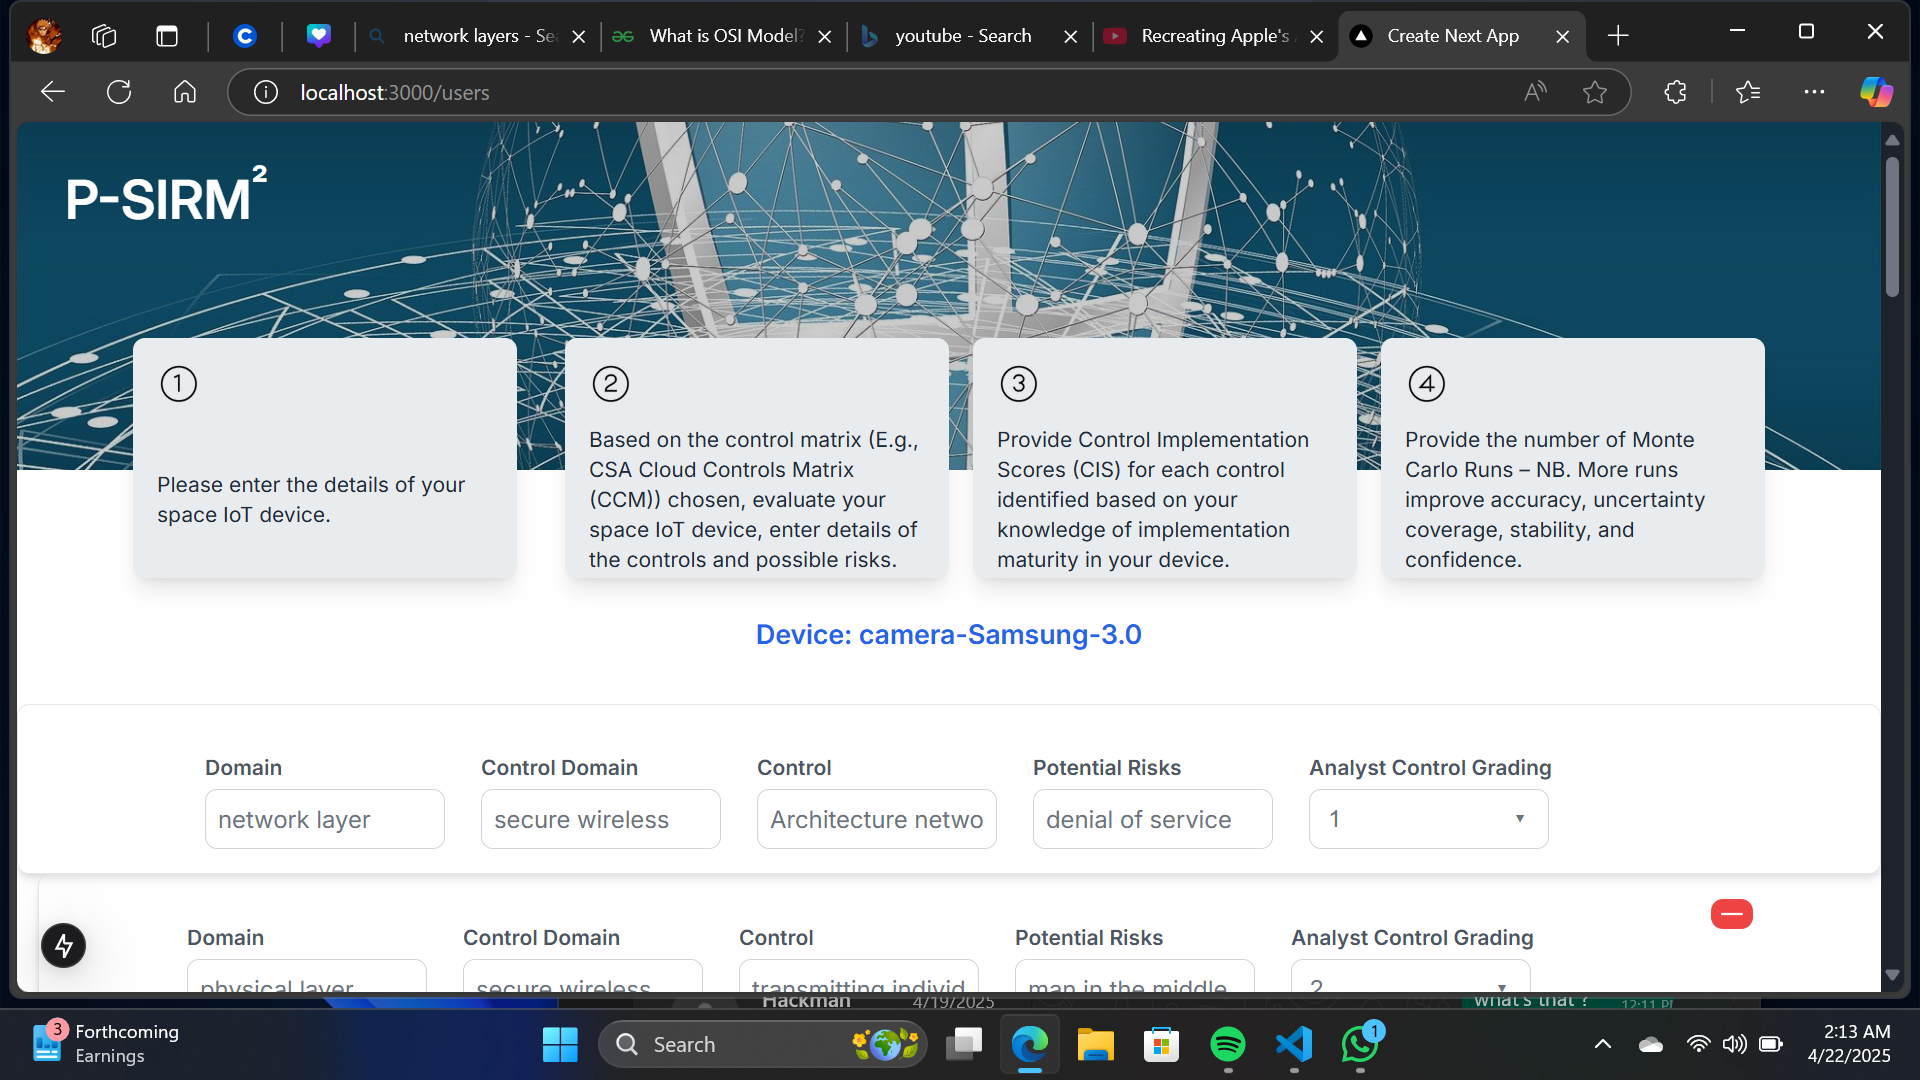 network layers - Se
What is OSI Model?
youtube - Search
Recreating Apple's
Create Next App
localhost:3000/users
P-SIRM²
1
Please enter the details of your
space IoT device.
2
Based on the control matrix (E.g.,
CSA Cloud Controls Matrix
(CCM)) chosen, evaluate your
space IoT device, enter details of
the controls and possible risks.
3
Provide Control Implementation
Scores (CIS) for each control
identified based on your
knowledge of implementation
maturity in your device.
4
Provide the number of Monte
Carlo Runs – NB. More runs
improve accuracy, uncertainty
coverage, stability, and
confidence.
Device: camera-Samsung-3.0
Domain Control Domain Control Potential Risks Analyst Control Grading
network layer secure wireless Architecture netwo denial of service 1
Domain Control Domain Control Potential Risks Analyst Control Grading
physical layer secure wireless transmitting individ man in the middle 2
Hackman 4/19/2025 what's that ? 12:11 P
3 Forthcoming
Earnings
Search
1
2:13 AM
4/22/2025